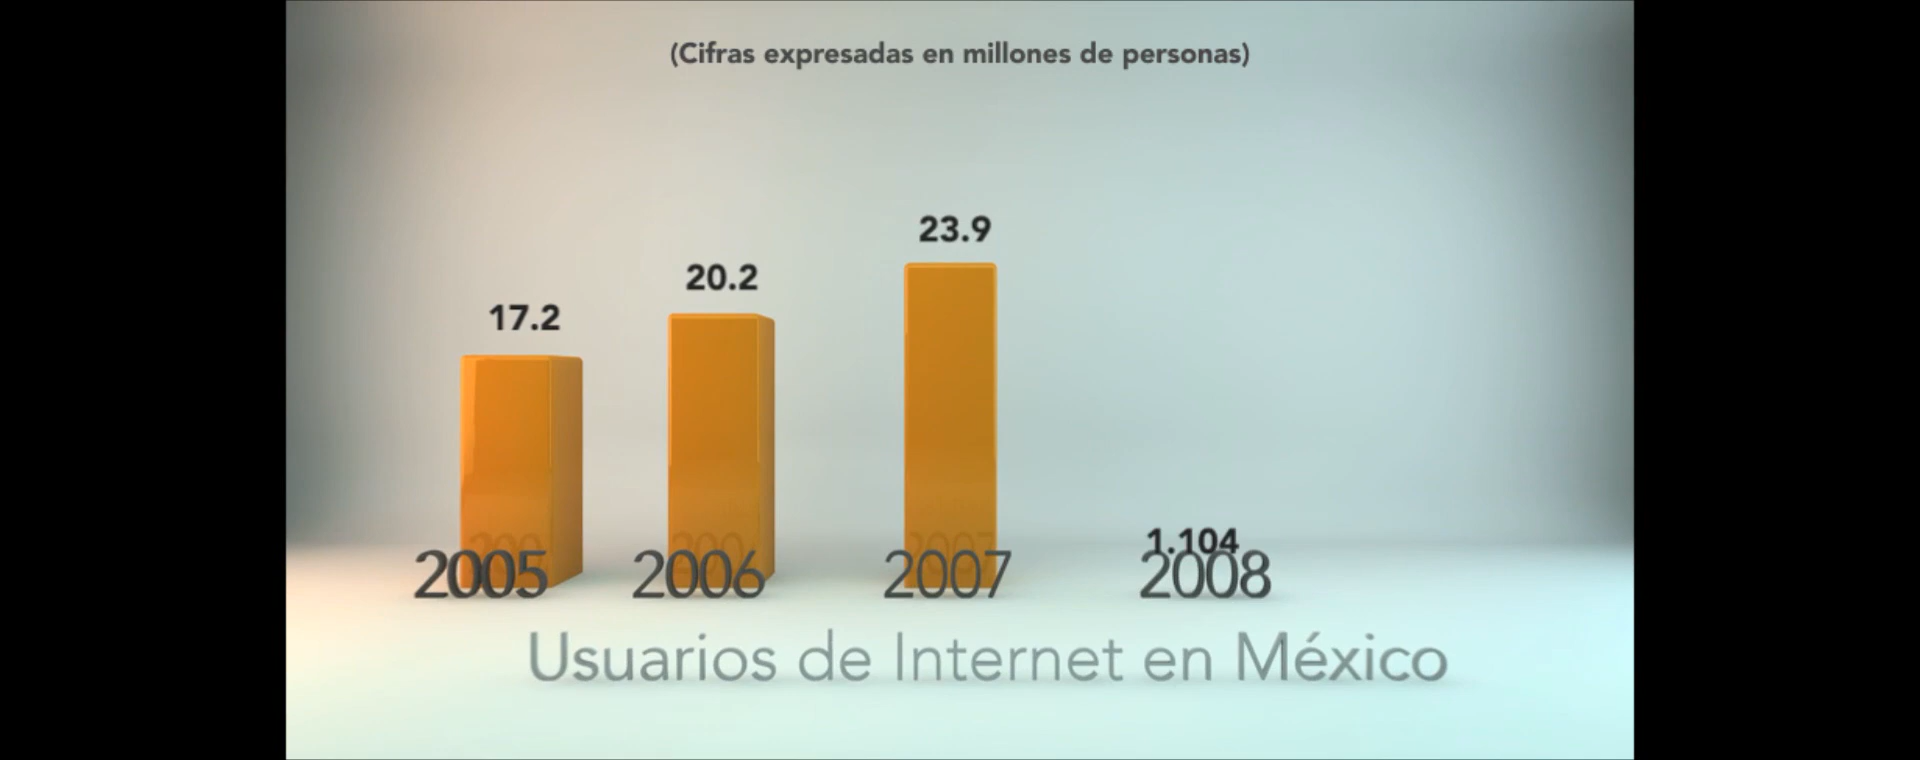 (Cifras expresadas en millones de personas)
23.9
20.2
17.2
1.104
2005 2006 2007 2008
Usuarios de Internet en México